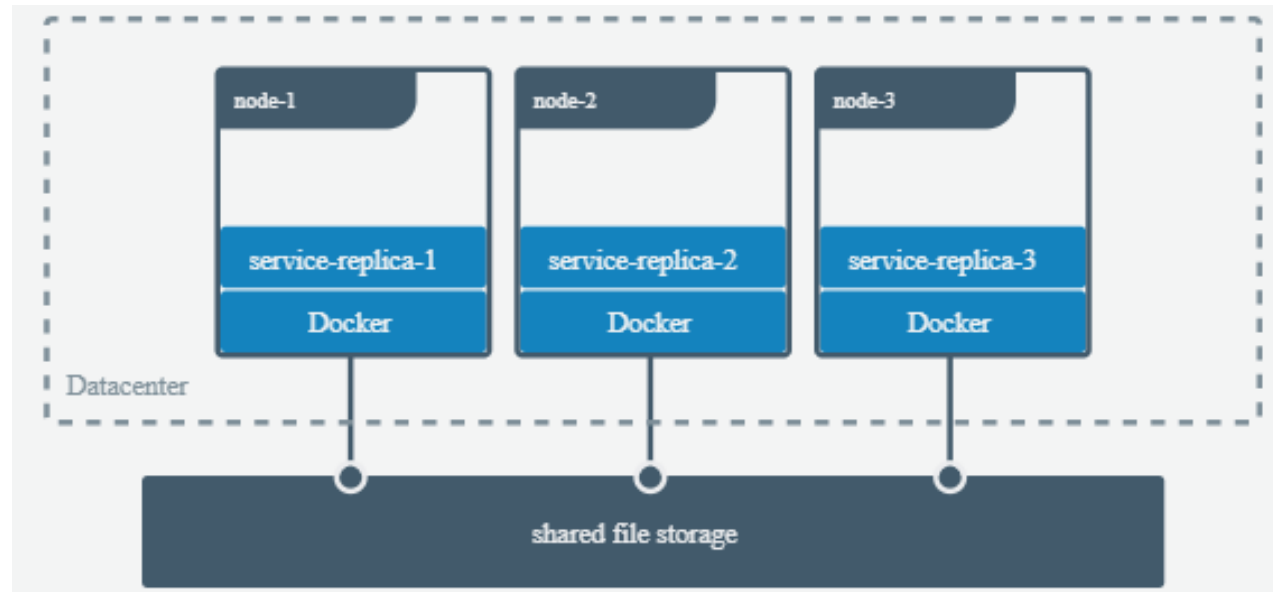 node-1
node-2
node-3
service-replica-1
service-replica-2
service-replica-3
Docker
Docker
Docker
Datacenter
shared file storage